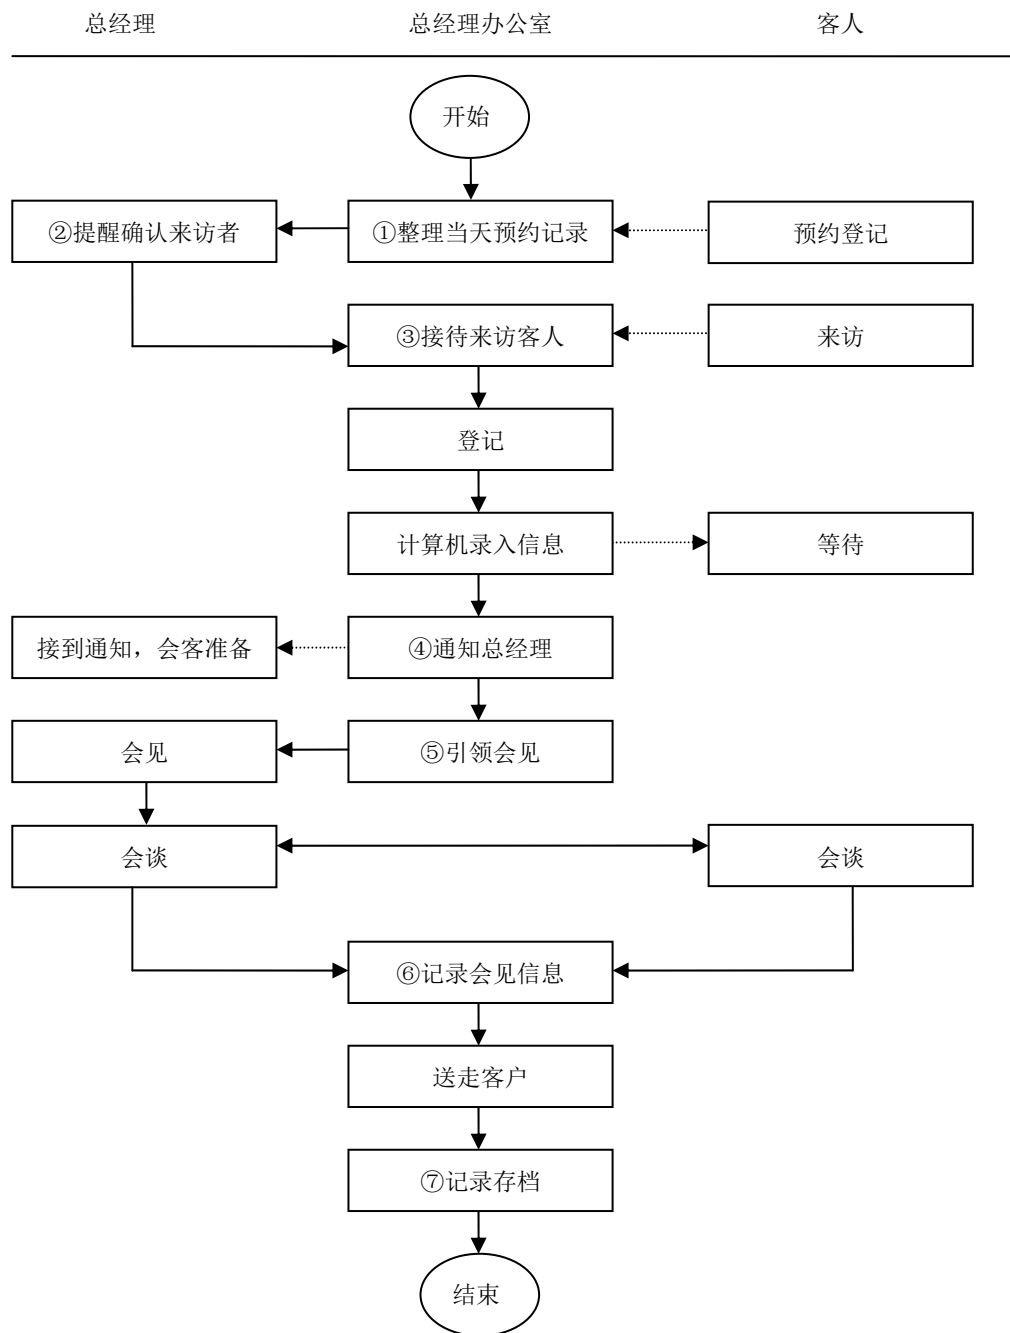 总经理
总经理办公室
客人
开始
②提醒确认来访者
①整理当天预约记录
预约登记
③接待来访客人
来访
登记
计算机录入信息
等待
接到通知，会客准备
④通知总经理
会见
⑤引领会见
会谈
会谈
⑥记录会见信息
送走客户
⑦记录存档
结束